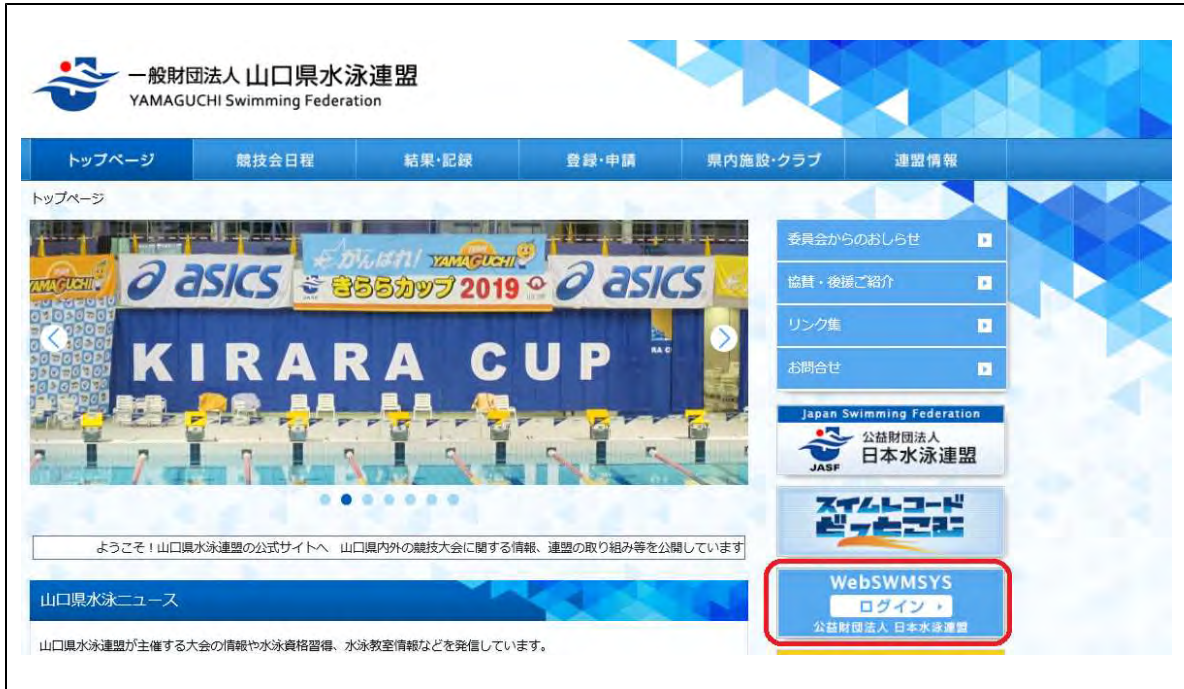 一般財団法人 山口県水泳連盟
YAMAGUCHI Swimming Federation
トップページ 競技会日程 結果・記録 登録・申請 県内施設・クラブ 連盟情報
トップページ
がんばれ! YAMAGUCHI
YAMAGUCHI
asics きららカップ 2019 asics
KIRARA CUP
ようこそ！山口県水泳連盟の公式サイトへ 山口県内外の競技大会に関する情報、連盟の取り組み等を公開しています
山口県水泳ニュース
山口県水泳連盟が主催する大会の情報や水泳資格習得、水泳教室情報などを発信しています。
委員会からのおしらせ
協賛・後援ご紹介
リンク集
お問合せ
Japan Swimming Federation
公益財団法人
日本水泳連盟
JASF
スイムレコード
どっとこむ
WebSWMSYS
ログイン
公益財団法人 日本水泳連盟